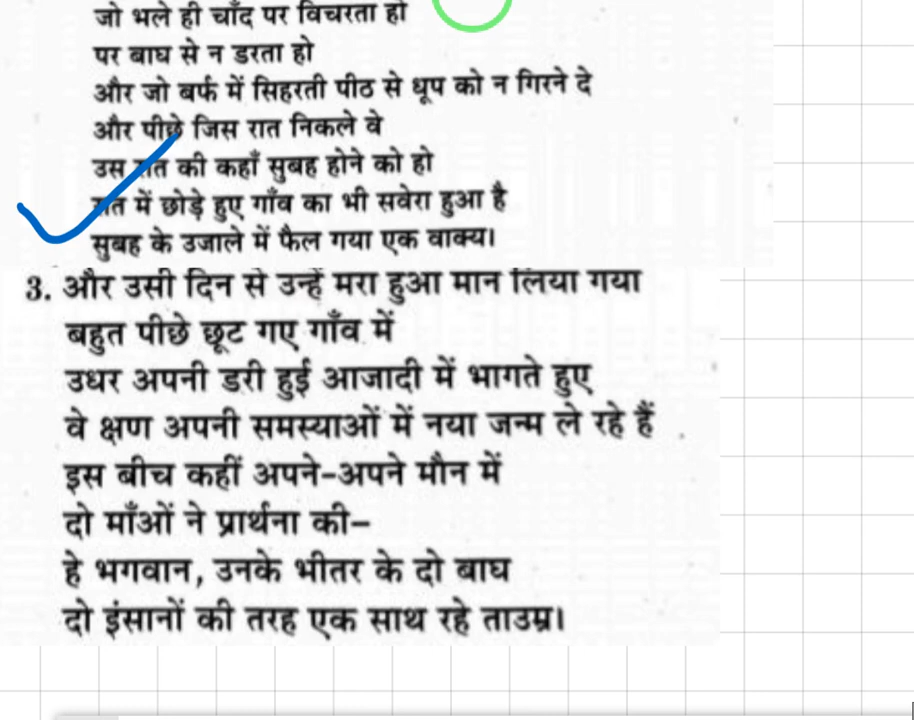 जो भले ही चाँद पर विचरता हो
पर बाघ से न डरता हो
और जो बर्फ में सिहरती पीठ से धूप को न गिरने दे
और पीछे जिस रात निकले वे
उस रात की कहाँ सुबह होने को हो
रात में छोड़े हुए गाँव का भी सवेरा हुआ है
सुबह के उजाले में फैल गया एक वाक्य।
3. और उसी दिन से उन्हें मरा हुआ मान लिया गया
बहुत पीछे छूट गए गाँव में
उधर अपनी डरी हुई आजादी में भागते हुए
वे क्षण अपनी समस्याओं में नया जन्म ले रहे हैं
इस बीच कहीं अपने-अपने मौन में
दो माँओं ने प्रार्थना की-
हे भगवान, उनके भीतर के दो बाघ
दो इंसानों की तरह एक साथ रहे ताउम्र।